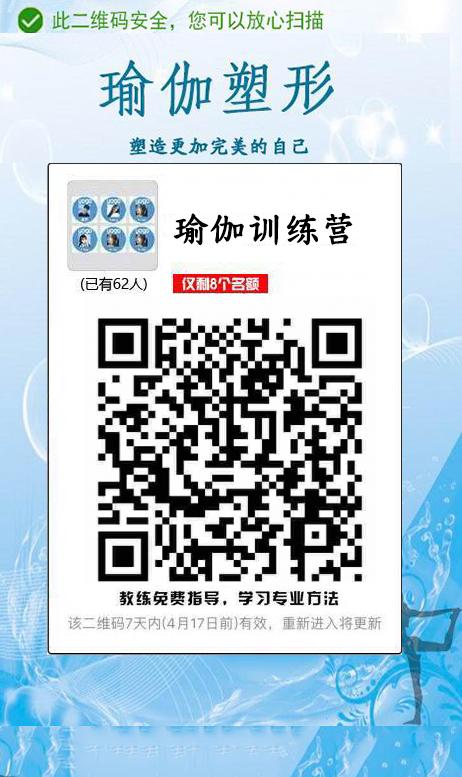 此二维码安全，您可以放心扫描
瑜伽塑形
塑造更加完美的自己
瑜伽训练营
(已有62人)
仅剩8个名额
教练免费指导，学习专业方法
该二维码7天内(4月17日前)有效，重新进入将更新